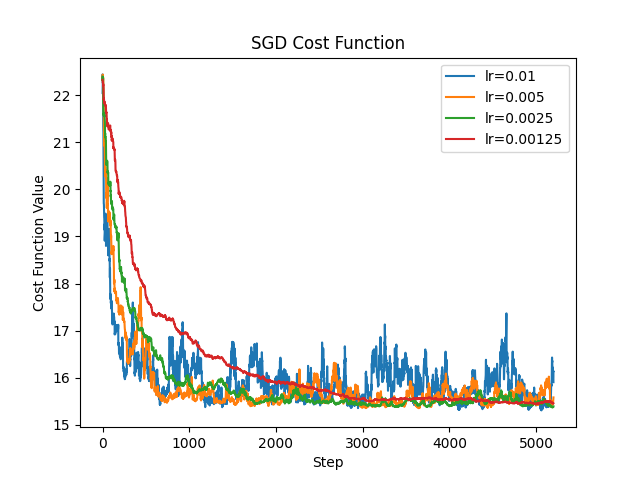 SGD Cost Function
lr=0.01
lr=0.005
lr=0.0025
lr=0.00125
Cost Function Value
22
21
20
19
18
17
16
15
0 1000 2000 3000 4000 5000
Step